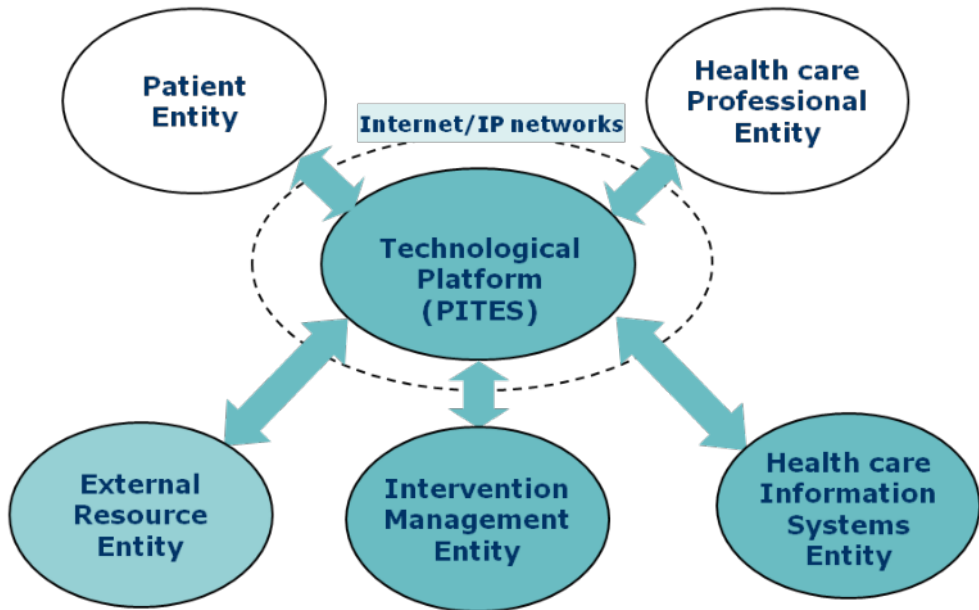 Patient
Entity
Health care
Professional
Entity
Internet/IP networks
Technological
Platform
(PITES)
External
Resource
Entity
Intervention
Management
Entity
Health care
Information
Systems
Entity